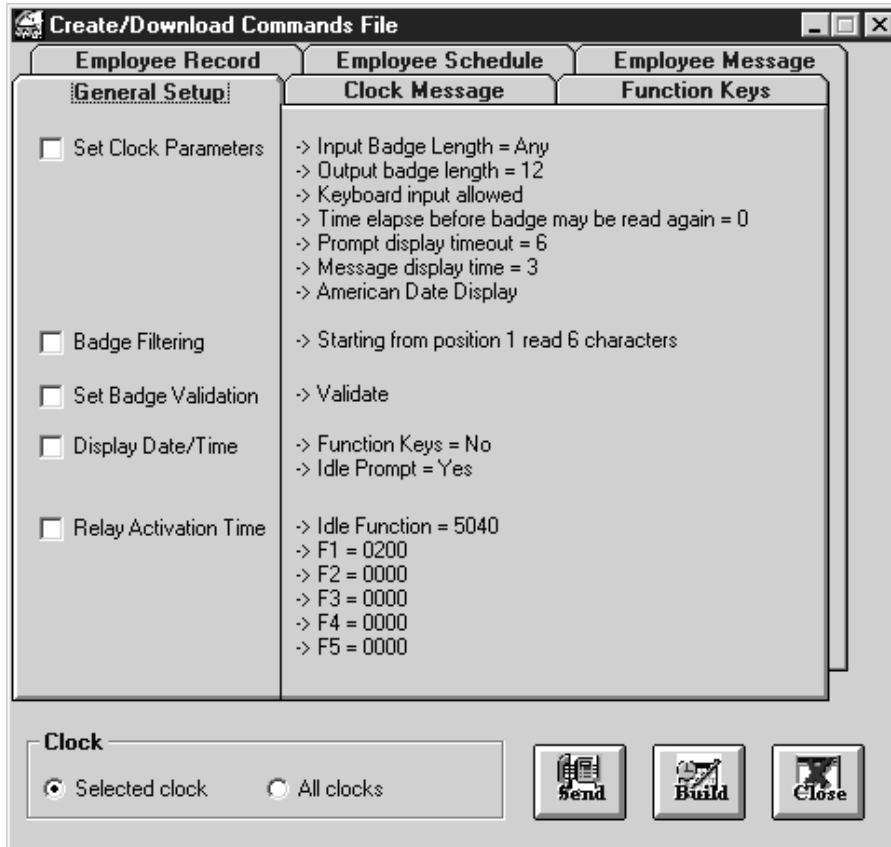 Create/Download Commands File
Employee Record Employee Schedule Employee Message
General Setup Clock Message Function Keys
Set Clock Parameters -> Input Badge Length = Any
-> Output badge length = 12
-> Keyboard input allowed
-> Time elapse before badge may be read again = 0
-> Prompt display timeout = 6
-> Message display time = 3
-> American Date Display
Badge Filtering -> Starting from position 1 read 6 characters
Set Badge Validation -> Validate
Display Date/Time -> Function Keys = No
-> Idle Prompt = Yes
Relay Activation Time -> Idle Function = 5040
-> F1 = 0200
-> F2 = 0000
-> F3 = 0000
-> F4 = 0000
-> F5 = 0000
Clock
Selected clock All clocks
Send Build Close